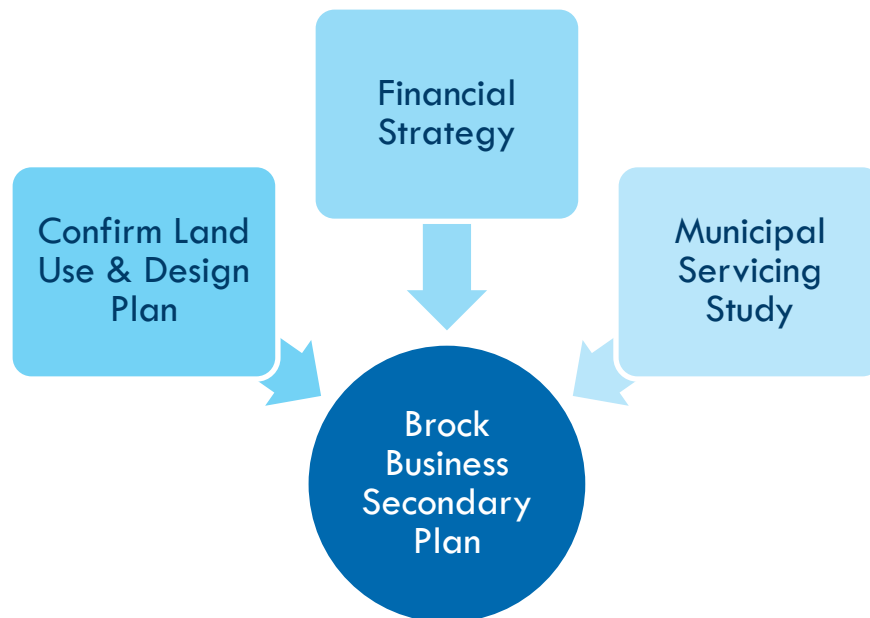 Financial
Strategy
Confirm Land
Use & Design
Plan
Municipal
Servicing
Study
Brock
Business
Secondary
Plan